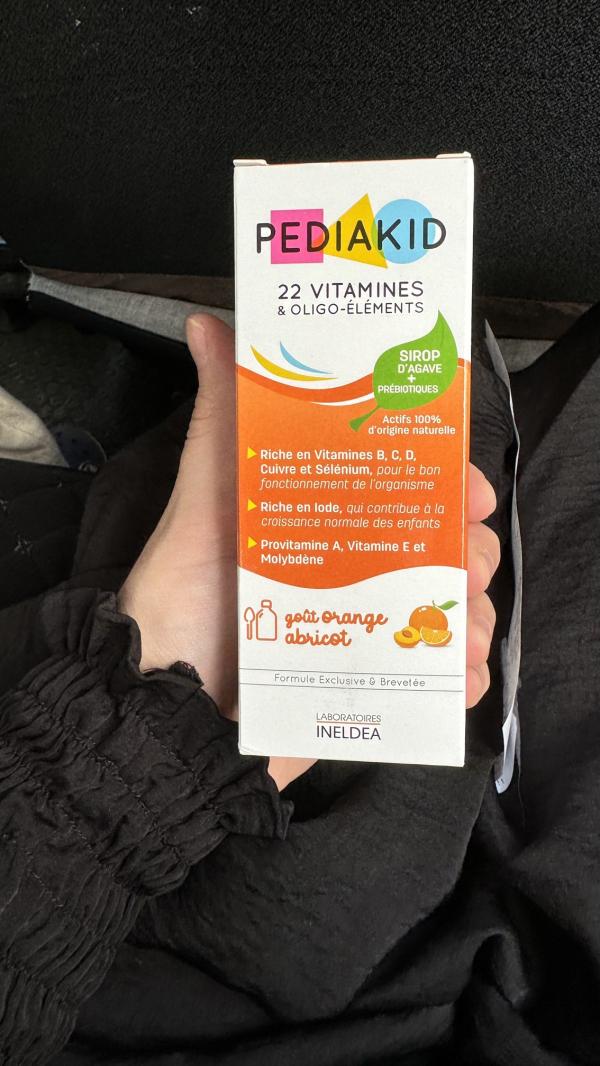 PEDIAKID
22 VITAMINES
& OLIGO-ÉLÉMENTS
SIROP
D'AGAVE
+
PRÉBIOTIQUES
Actifs 100%
d'origine naturelle
Riche en Vitamines B, C, D,
Cuivre et Sélénium, pour le bon
fonctionnement de l'organisme
Riche en Iode, qui contribue à la
croissance normale des enfants
Provitamine A, Vitamine E et
Molybdène
goût orange
abricot
Formule Exclusive & Brevetée
LABORATOIRES
INELDEA